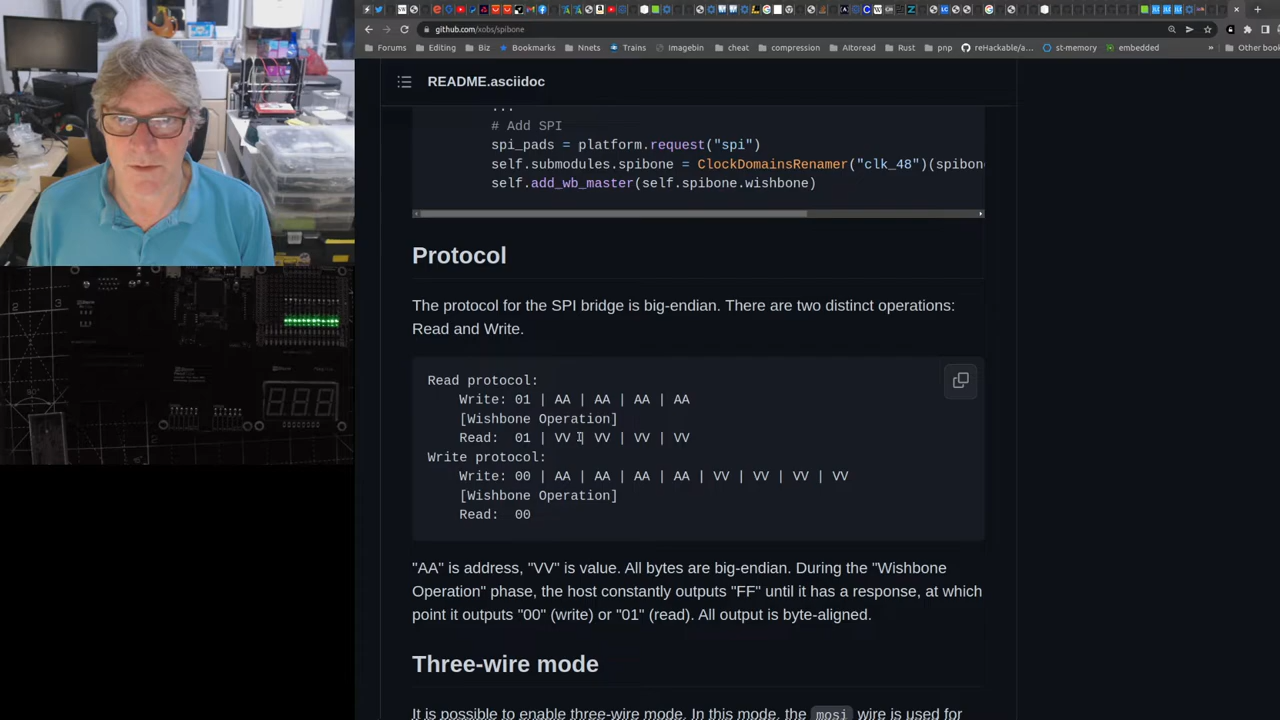 github.com/xobs/spibone
Forums Editing Biz Bookmarks Nnets Trains Imagebin cheat compression AItoread Rust pnp reHackable/a... st-memory embedded » Other book
README.asciidoc
...
# Add SPI
spi_pads = platform.request("spi")
self.submodules.spibone = ClockDomainsRenamer("clk_48")(spibone
self.add_wb_master(self.spibone.wishbone)
Protocol
The protocol for the SPI bridge is big-endian. There are two distinct operations:
Read and Write.
Read protocol:
Write: 01 | AA | AA | AA | AA
[Wishbone Operation]
Read: 01 | VV | VV | VV | VV
Write protocol:
Write: 00 | AA | AA | AA | AA | VV | VV | VV | VV
[Wishbone Operation]
Read: 00
"AA" is address, "VV" is value. All bytes are big-endian. During the "Wishbone
Operation" phase, the host constantly outputs "FF" until it has a response, at which
point it outputs "00" (write) or "01" (read). All output is byte-aligned.
Three-wire mode
It is possible to enable three-wire mode. In this mode, the mosi wire is used for